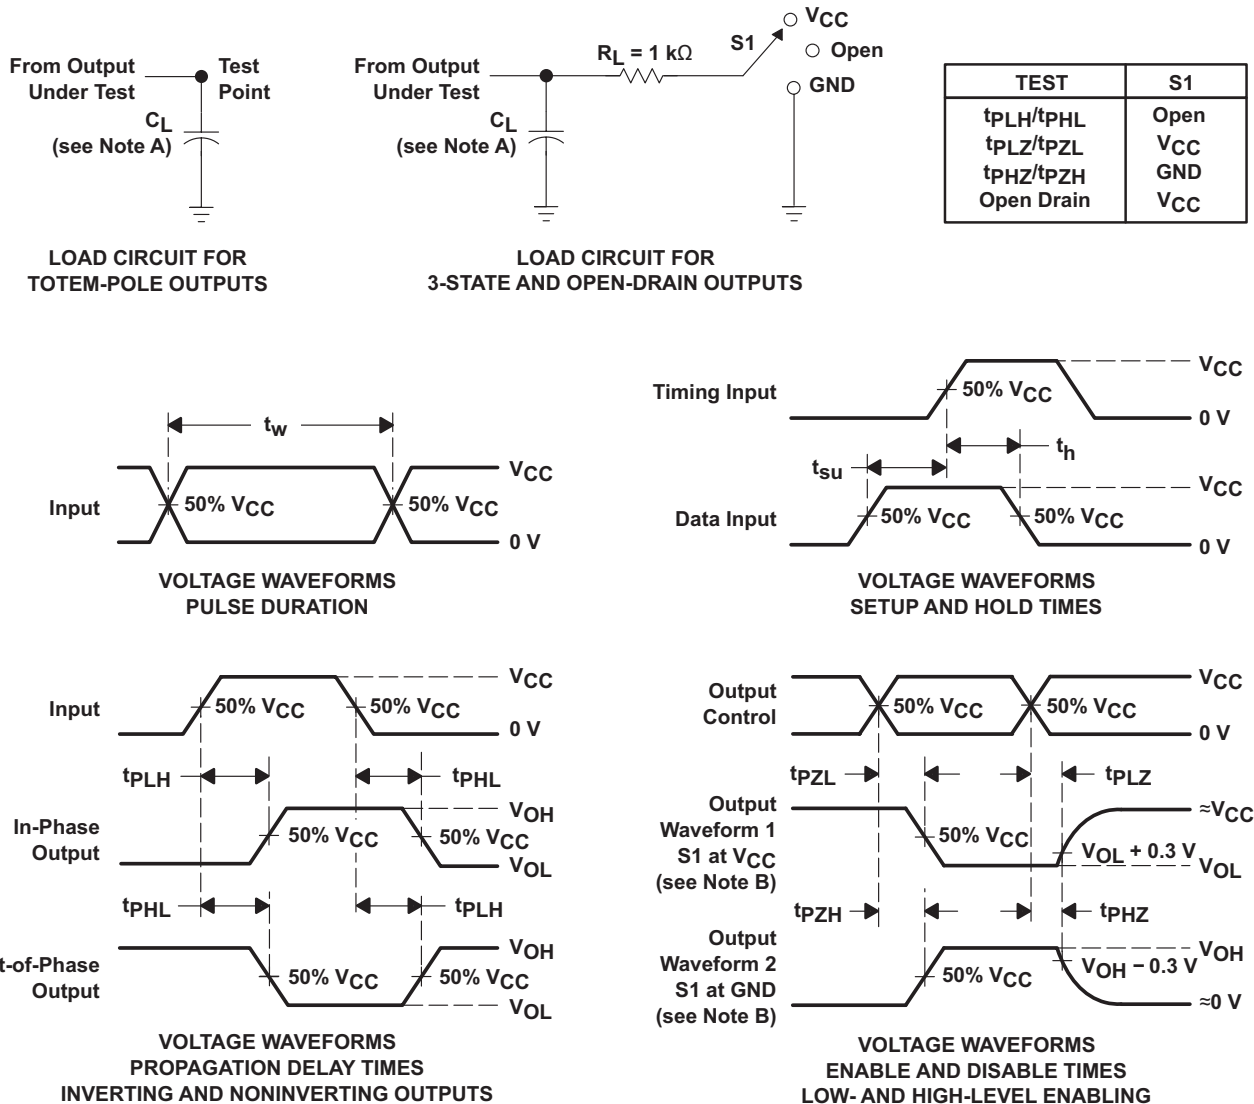 From Output
Under Test
Test
Point
CL
(see Note A)
LOAD CIRCUIT FOR
TOTEM-POLE OUTPUTS
From Output
Under Test
CL
(see Note A)
RL = 1 kΩ
S1
VCC
Open
GND
LOAD CIRCUIT FOR
3-STATE AND OPEN-DRAIN OUTPUTS
TEST S1
tPLH/tPHL Open
tPLZ/tPZL VCC
tPHZ/tPZH GND
Open Drain VCC
tw
Input
50% VCC
50% VCC
VCC
0 V
VOLTAGE WAVEFORMS
PULSE DURATION
Timing Input
50% VCC
VCC
0 V
tsu
th
Data Input
50% VCC
50% VCC
VCC
0 V
VOLTAGE WAVEFORMS
SETUP AND HOLD TIMES
Input
50% VCC
50% VCC
VCC
0 V
tPLH
tPHL
In-Phase
Output
50% VCC
50% VCC
VOH
VOL
tPHL
tPLH
t-of-Phase
Output
50% VCC
50% VCC
VOH
VOL
VOLTAGE WAVEFORMS
PROPAGATION DELAY TIMES
INVERTING AND NONINVERTING OUTPUTS
Output
Control
50% VCC
50% VCC
VCC
0 V
tPZL
tPLZ
Output
Waveform 1
S1 at VCC
(see Note B)
50% VCC
≈VCC
VOL + 0.3 V
VOL
tPZH
tPHZ
Output
Waveform 2
S1 at GND
(see Note B)
50% VCC
VOH
VOH − 0.3 V
≈0 V
VOLTAGE WAVEFORMS
ENABLE AND DISABLE TIMES
LOW- AND HIGH-LEVEL ENABLING